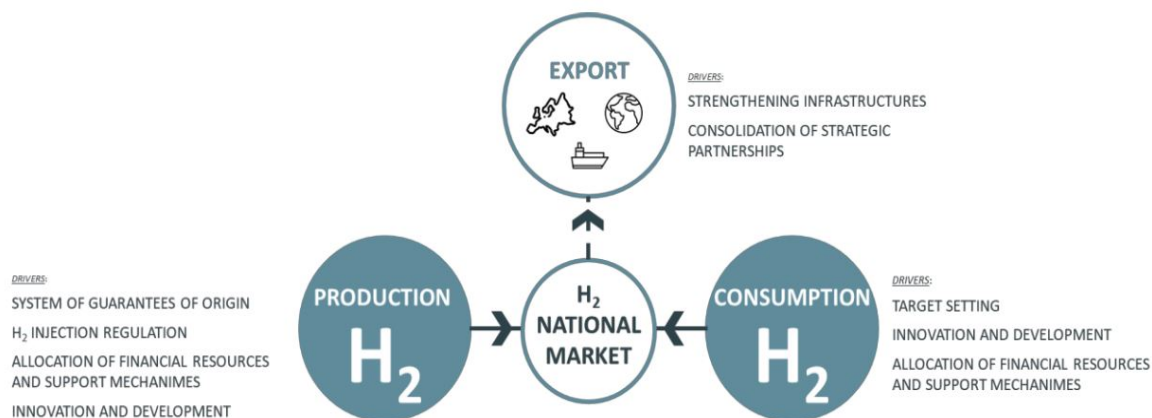 EXPORT
DRIVERS:
STRENGTHENING INFRASTRUCTURES
CONSOLIDATION OF STRATEGIC
PARTNERSHIPS
DRIVERS:
SYSTEM OF GUARANTEES OF ORIGIN
H₂ INJECTION REGULATION
ALLOCATION OF FINANCIAL RESOURCES
AND SUPPORT MECHANIMES
INNOVATION AND DEVELOPMENT
PRODUCTION
H₂
H₂
NATIONAL
MARKET
CONSUMPTION
H₂
DRIVERS:
TARGET SETTING
INNOVATION AND DEVELOPMENT
ALLOCATION OF FINANCIAL RESOURCES
AND SUPPORT MECHANIMES